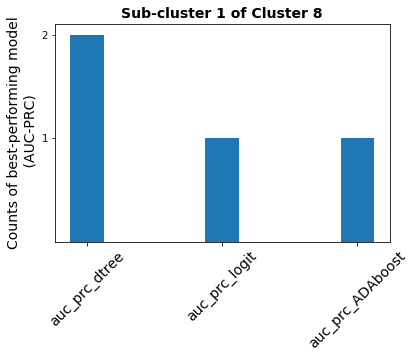 Sub-cluster 1 of Cluster 8
Counts of best-performing model
(AUC-PRC)
2
1
auc_prc_dtree
auc_prc_logit
auc_prc_ADAboost